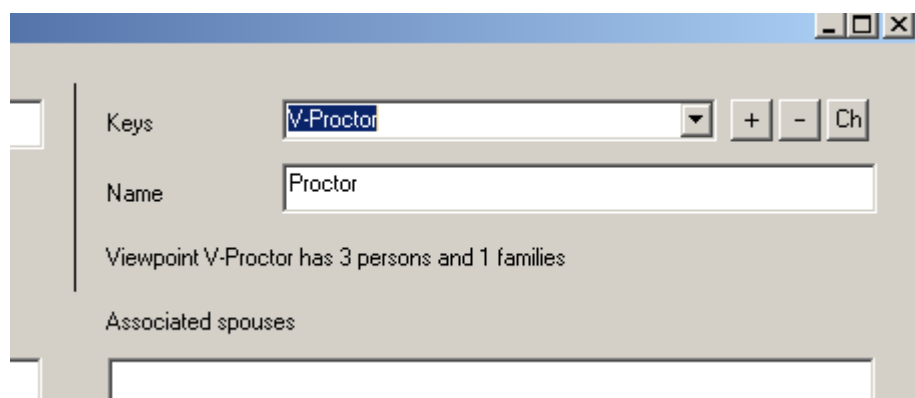 Keys V-Proctor + - Ch
Name Proctor
Viewpoint V-Proctor has 3 persons and 1 families
Associated spouses